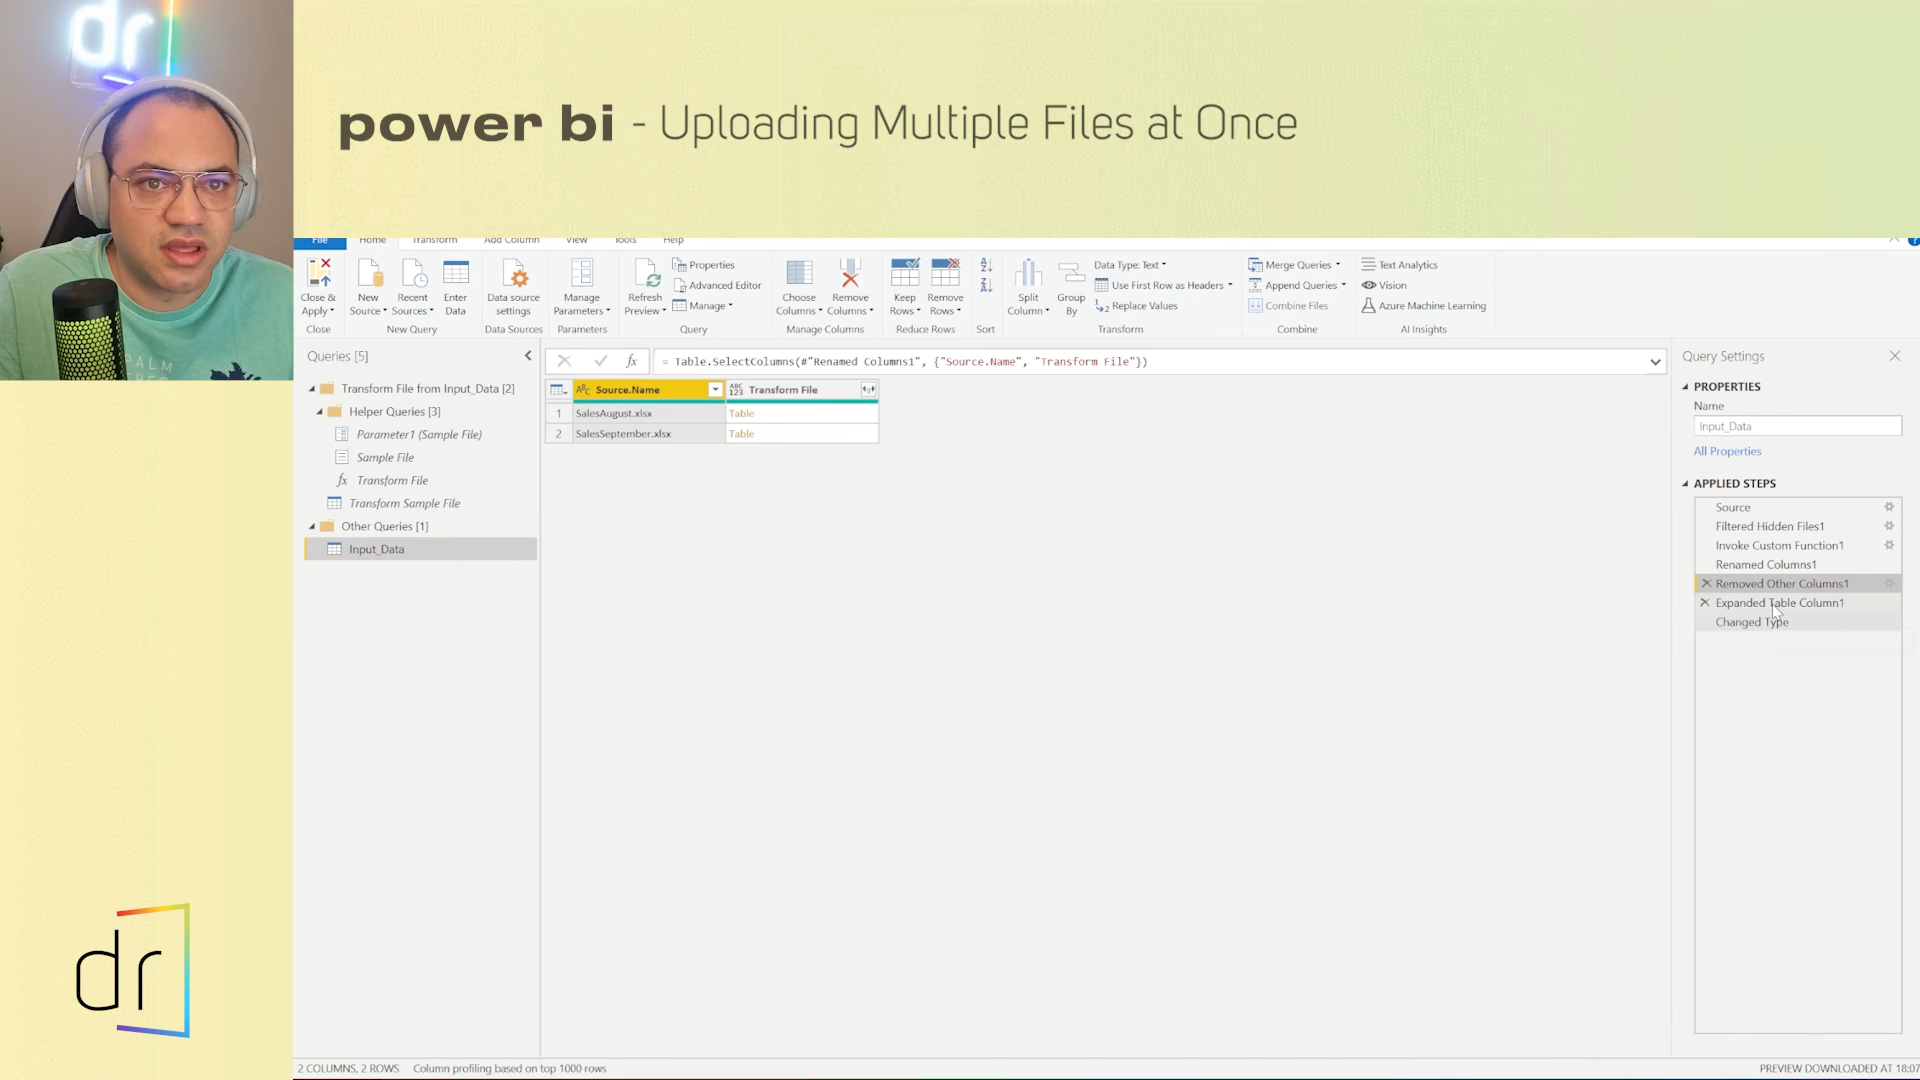 dr
power bi - Uploading Multiple Files at Once
File Home Transform Add Column View Tools Help
Close & Apply
Close
New Source
Recent Sources
Enter Data
New Query
Data source settings
Data Sources
Manage Parameters
Parameters
Refresh Preview
Properties
Advanced Editor
Manage
Query
Choose Columns
Remove Columns
Manage Columns
Keep Rows
Remove Rows
Reduce Rows
Sort
Split Column
Group By
Data Type: Text
Use First Row as Headers
Replace Values
Transform
Merge Queries
Append Queries
Combine Files
Combine
Text Analytics
Vision
Azure Machine Learning
AI Insights
Queries [5]
Transform File from Input_Data [2]
Helper Queries [3]
Parameter1 (Sample File)
Sample File
fx Transform File
Transform Sample File
Other Queries [1]
Input_Data
fx = Table.SelectColumns(#"Renamed Columns1", {"Source.Name", "Transform File"})
ABC Source.Name ABC 123 Transform File
1 SalesAugust.xlsx Table
2 SalesSeptember.xlsx Table
Query Settings
PROPERTIES
Name
Input_Data
All Properties
APPLIED STEPS
Source
Filtered Hidden Files1
Invoke Custom Function1
Renamed Columns1
Removed Other Columns1
Expanded Table Column1
Changed Type
dr
2 COLUMNS, 2 ROWS Column profiling based on top 1000 rows
PREVIEW DOWNLOADED AT 18:07